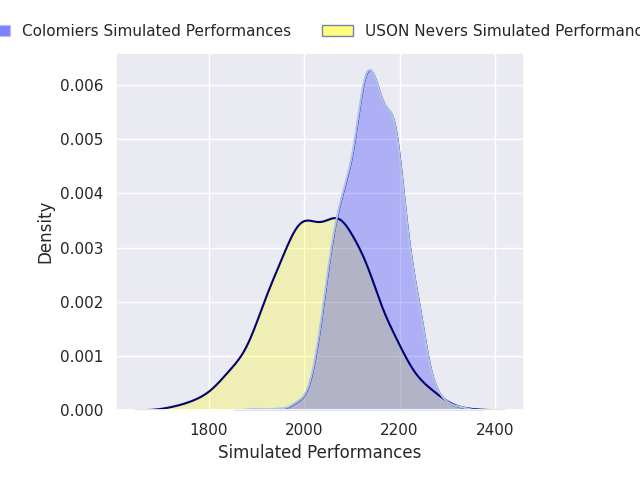 Colomiers Simulated Performances
USON Nevers Simulated
0.006
0.005
0.004
0.003
0.002
0.001
0.000
Density
1800 2000 2200 2400
Simulated Performances